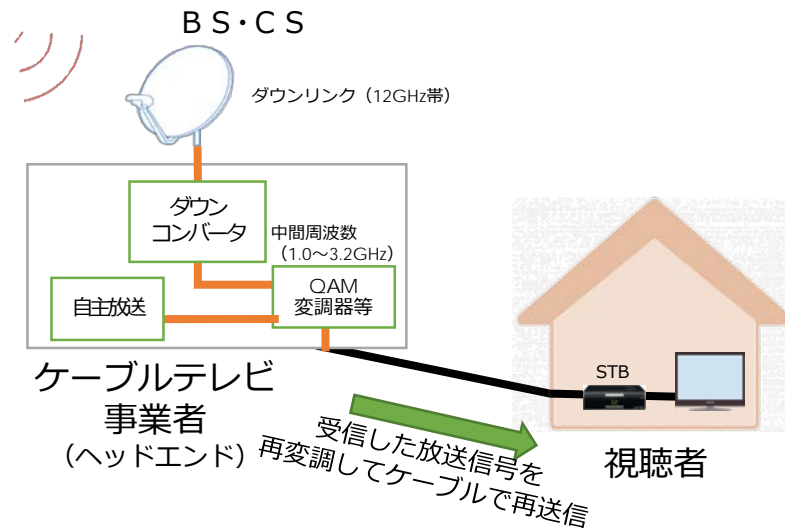 ＢＳ・ＣＳ
ダウンリンク（12GHz帯）
ダウン
コンバータ
中間周波数
（1.0～3.2GHz）
QAM
変調器等
自主放送
STB
ケーブルテレビ
事業者
（ヘッドエンド）
受信した放送信号を
再変調してケーブルで再送信
視聴者